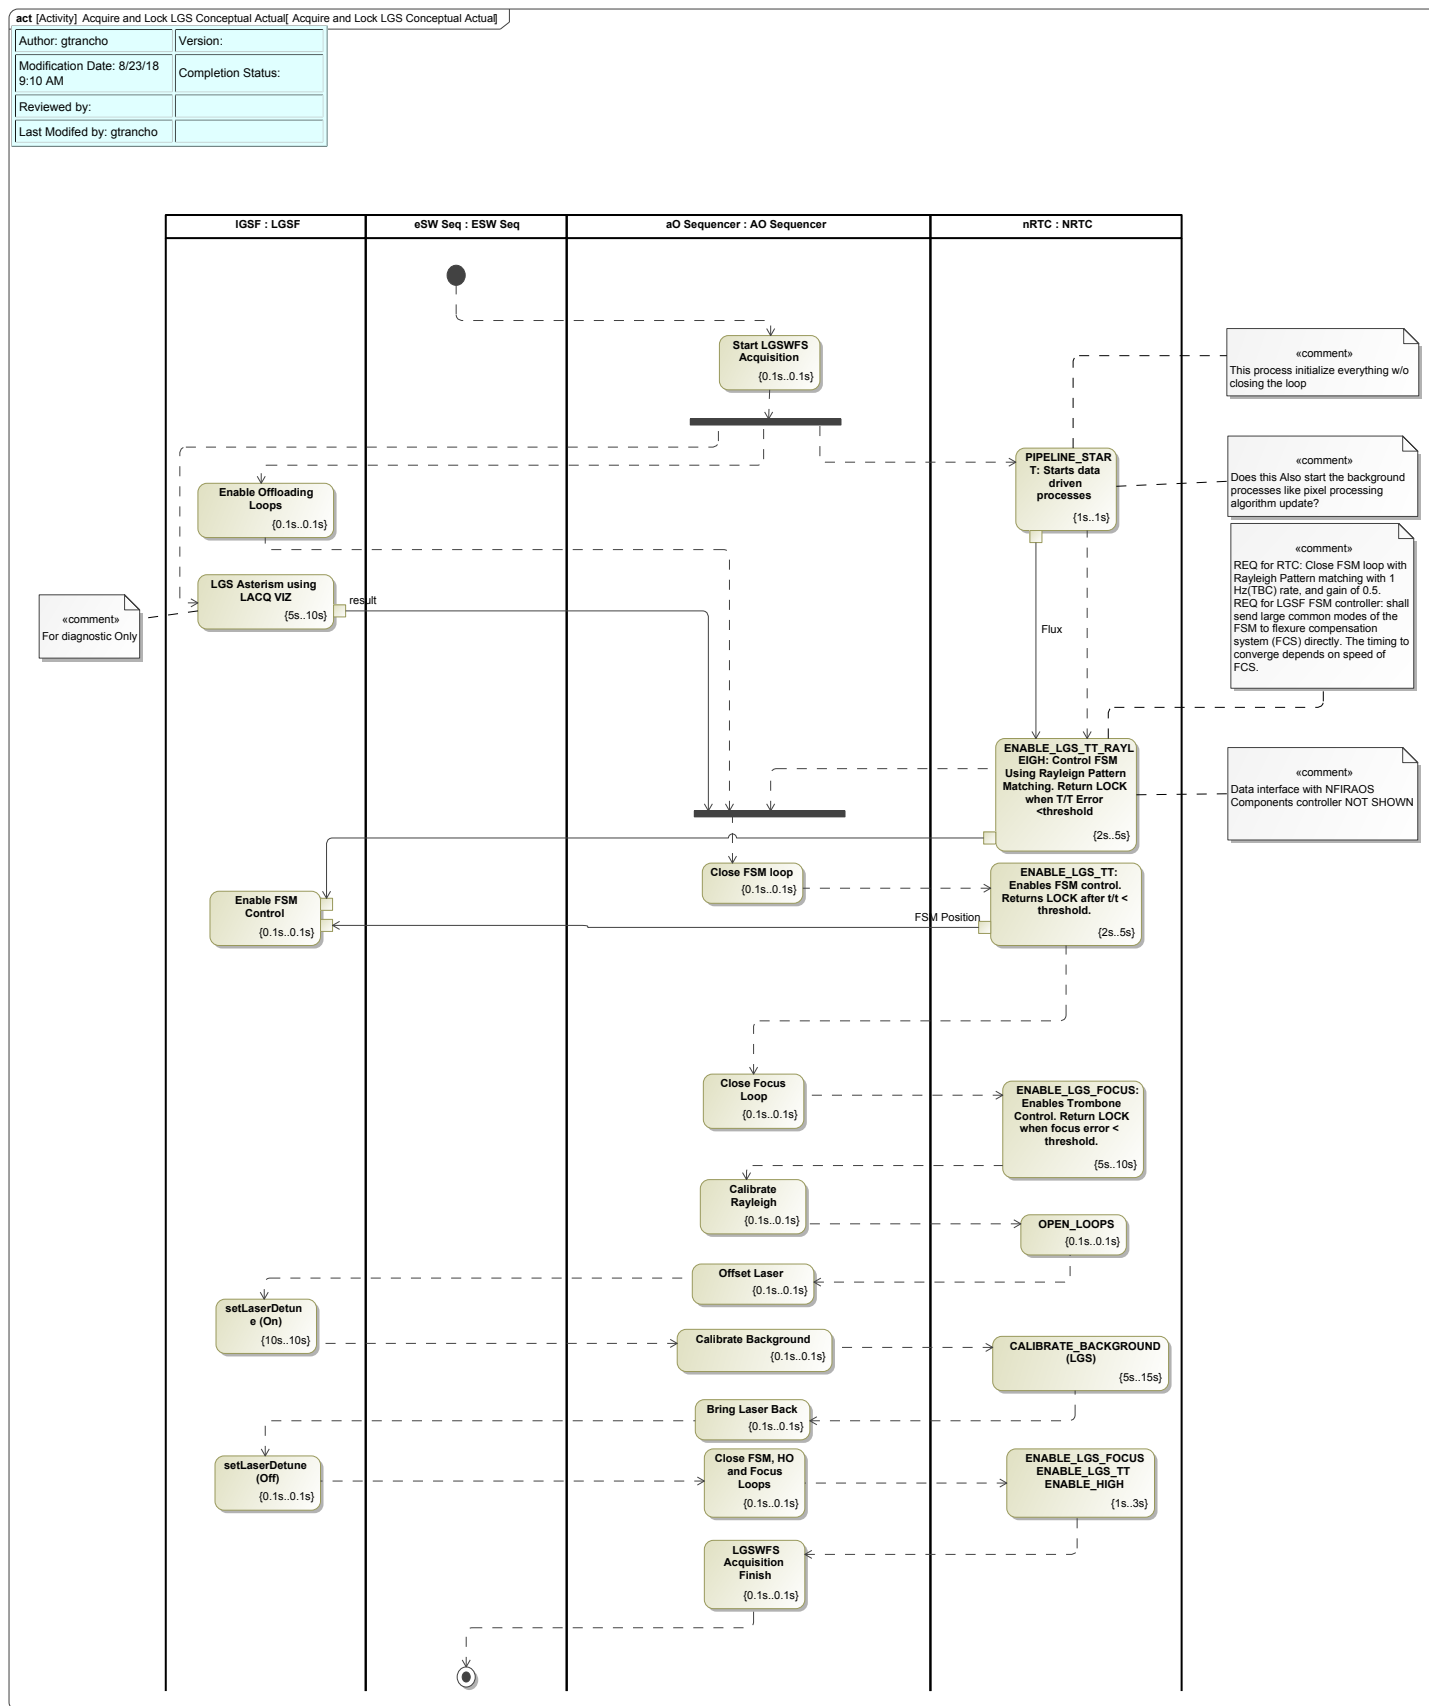 act [Activity] Acquire and Lock LGS Conceptual Actual[ Acquire and Lock LGS Conceptual Actual]
Author: gtrancho
Version:
Modification Date: 8/23/18
9:10 AM
Completion Status:
Reviewed by:
Last Modifed by: gtrancho
lGSF : LGSF
eSW Seq : ESW Seq
aO Sequencer : AO Sequencer
nRTC : NRTC
Start LGSWFS
Acquisition
{0.1s..0.1s}
«comment»
This process initialize everything w/o
closing the loop
PIPELINE_STAR
T: Starts data
driven
processes
{1s..1s}
«comment»
Does this Also start the background
processes like pixel processing
algorithm update?
Enable Offloading
Loops
{0.1s..0.1s}
«comment»
REQ for RTC: Close FSM loop with
Rayleigh Pattern matching with 1
Hz(TBC) rate, and gain of 0.5.
REQ for LGSF FSM controller: shall
send large common modes of the
FSM to flexure compensation
system (FCS) directly. The timing to
converge depends on speed of
FCS.
LGS Asterism using
LACQ VIZ
{5s..10s}
result
«comment»
For diagnostic Only
Flux
ENABLE_LGS_TT_RAYL
EIGH: Control FSM
Using Rayleign Pattern
Matching. Return LOCK
when T/T Error
<threshold
{2s..5s}
«comment»
Data interface with NFIRAOS
Components controller NOT SHOWN
Close FSM loop
{0.1s..0.1s}
ENABLE_LGS_TT:
Enables FSM control.
Returns LOCK after t/t <
threshold.
{2s..5s}
Enable FSM
Control
{0.1s..0.1s}
FSM Position
Close Focus
Loop
{0.1s..0.1s}
ENABLE_LGS_FOCUS:
Enables Trombone
Control. Return LOCK
when focus error <
threshold.
{5s..10s}
Calibrate
Rayleigh
{0.1s..0.1s}
OPEN_LOOPS
{0.1s..0.1s}
Offset Laser
{0.1s..0.1s}
setLaserDetun
e (On)
{10s..10s}
Calibrate Background
{0.1s..0.1s}
CALIBRATE_BACKGROUND
(LGS)
{5s..15s}
Bring Laser Back
{0.1s..0.1s}
setLaserDetune
(Off)
{0.1s..0.1s}
Close FSM, HO
and Focus
Loops
{0.1s..0.1s}
ENABLE_LGS_FOCUS
ENABLE_LGS_TT
ENABLE_HIGH
{1s..3s}
LGSWFS
Acquisition
Finish
{0.1s..0.1s}